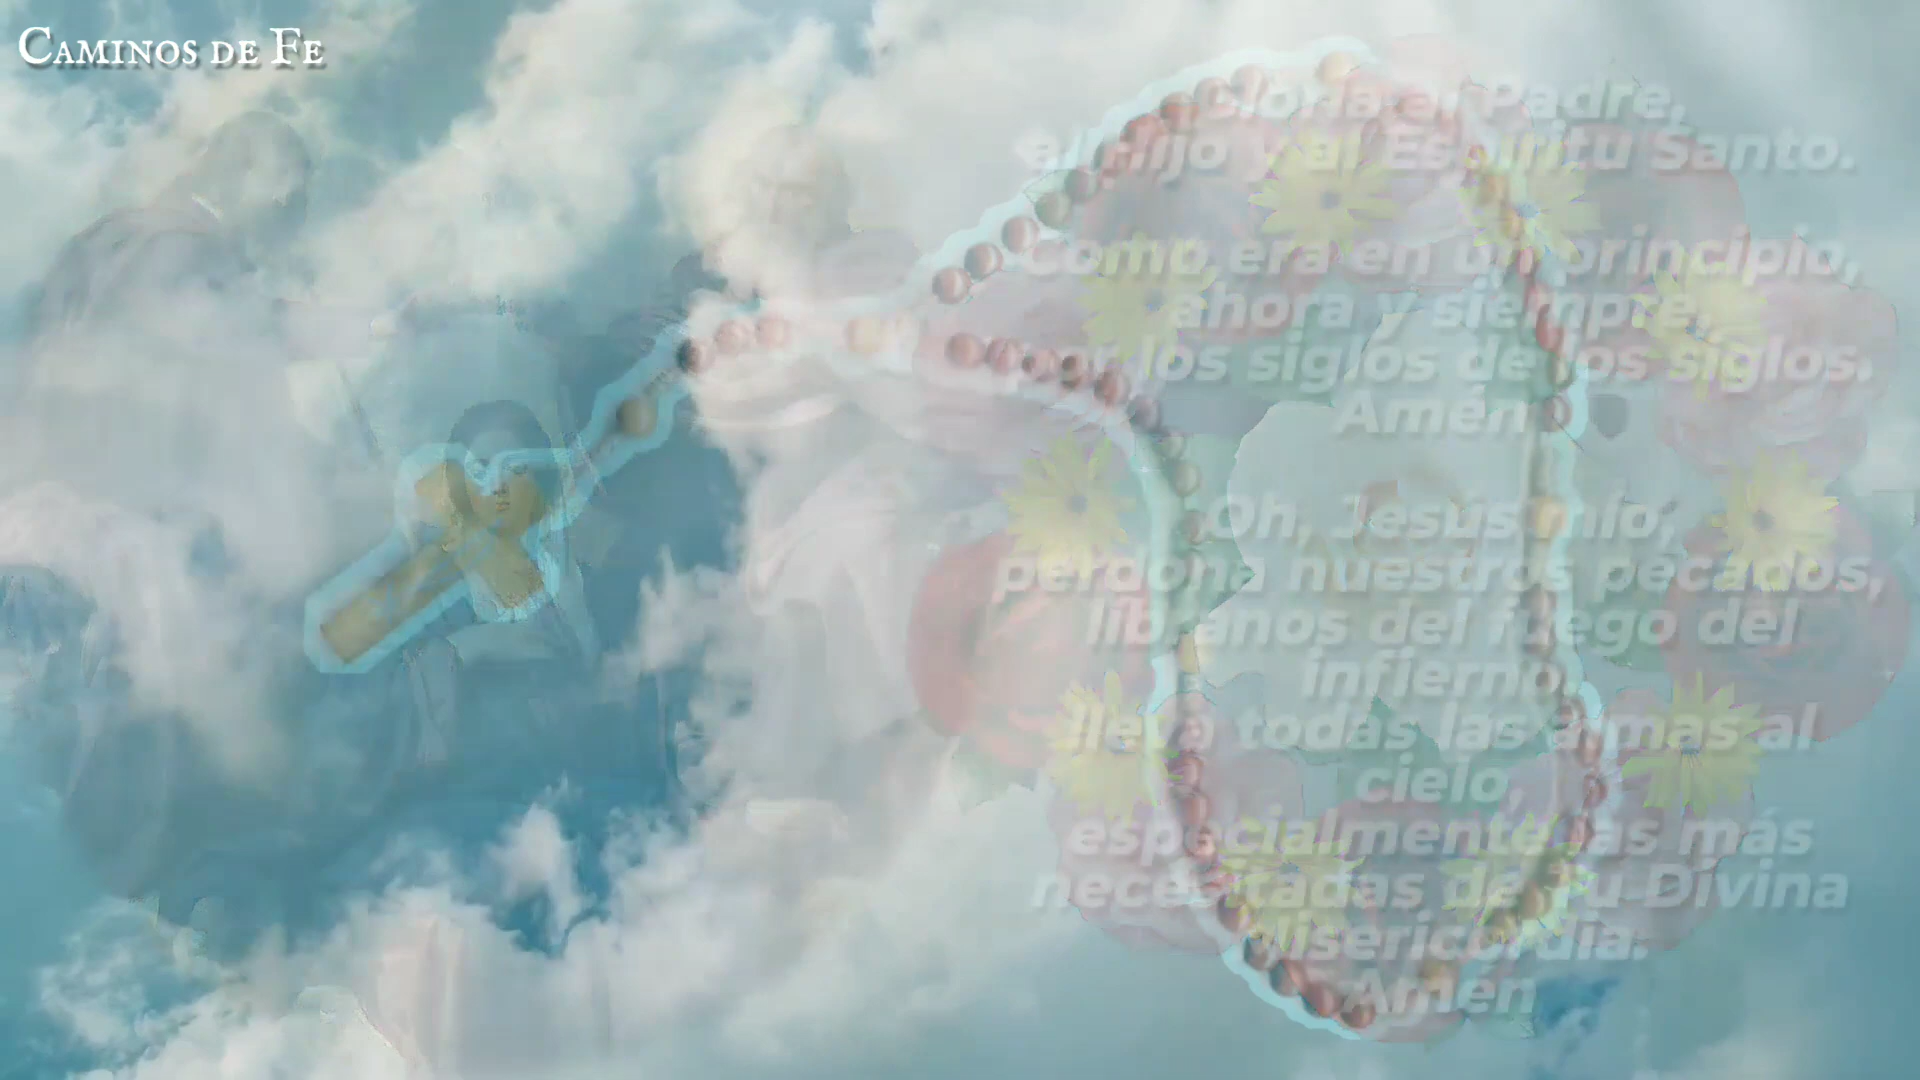 Caminos de Fe
Gloria al Padre,
al Hijo y al Espíritu Santo.
Como era en un principio,
ahora y siempre,
por los siglos de los siglos.
Amén
Oh, Jesús mío,
perdona nuestros pecados,
líbranos del fuego del
infierno,
lleva todas las almas al
cielo,
especialmente las más
necesitadas de Tu Divina
Misericordia.
Amén